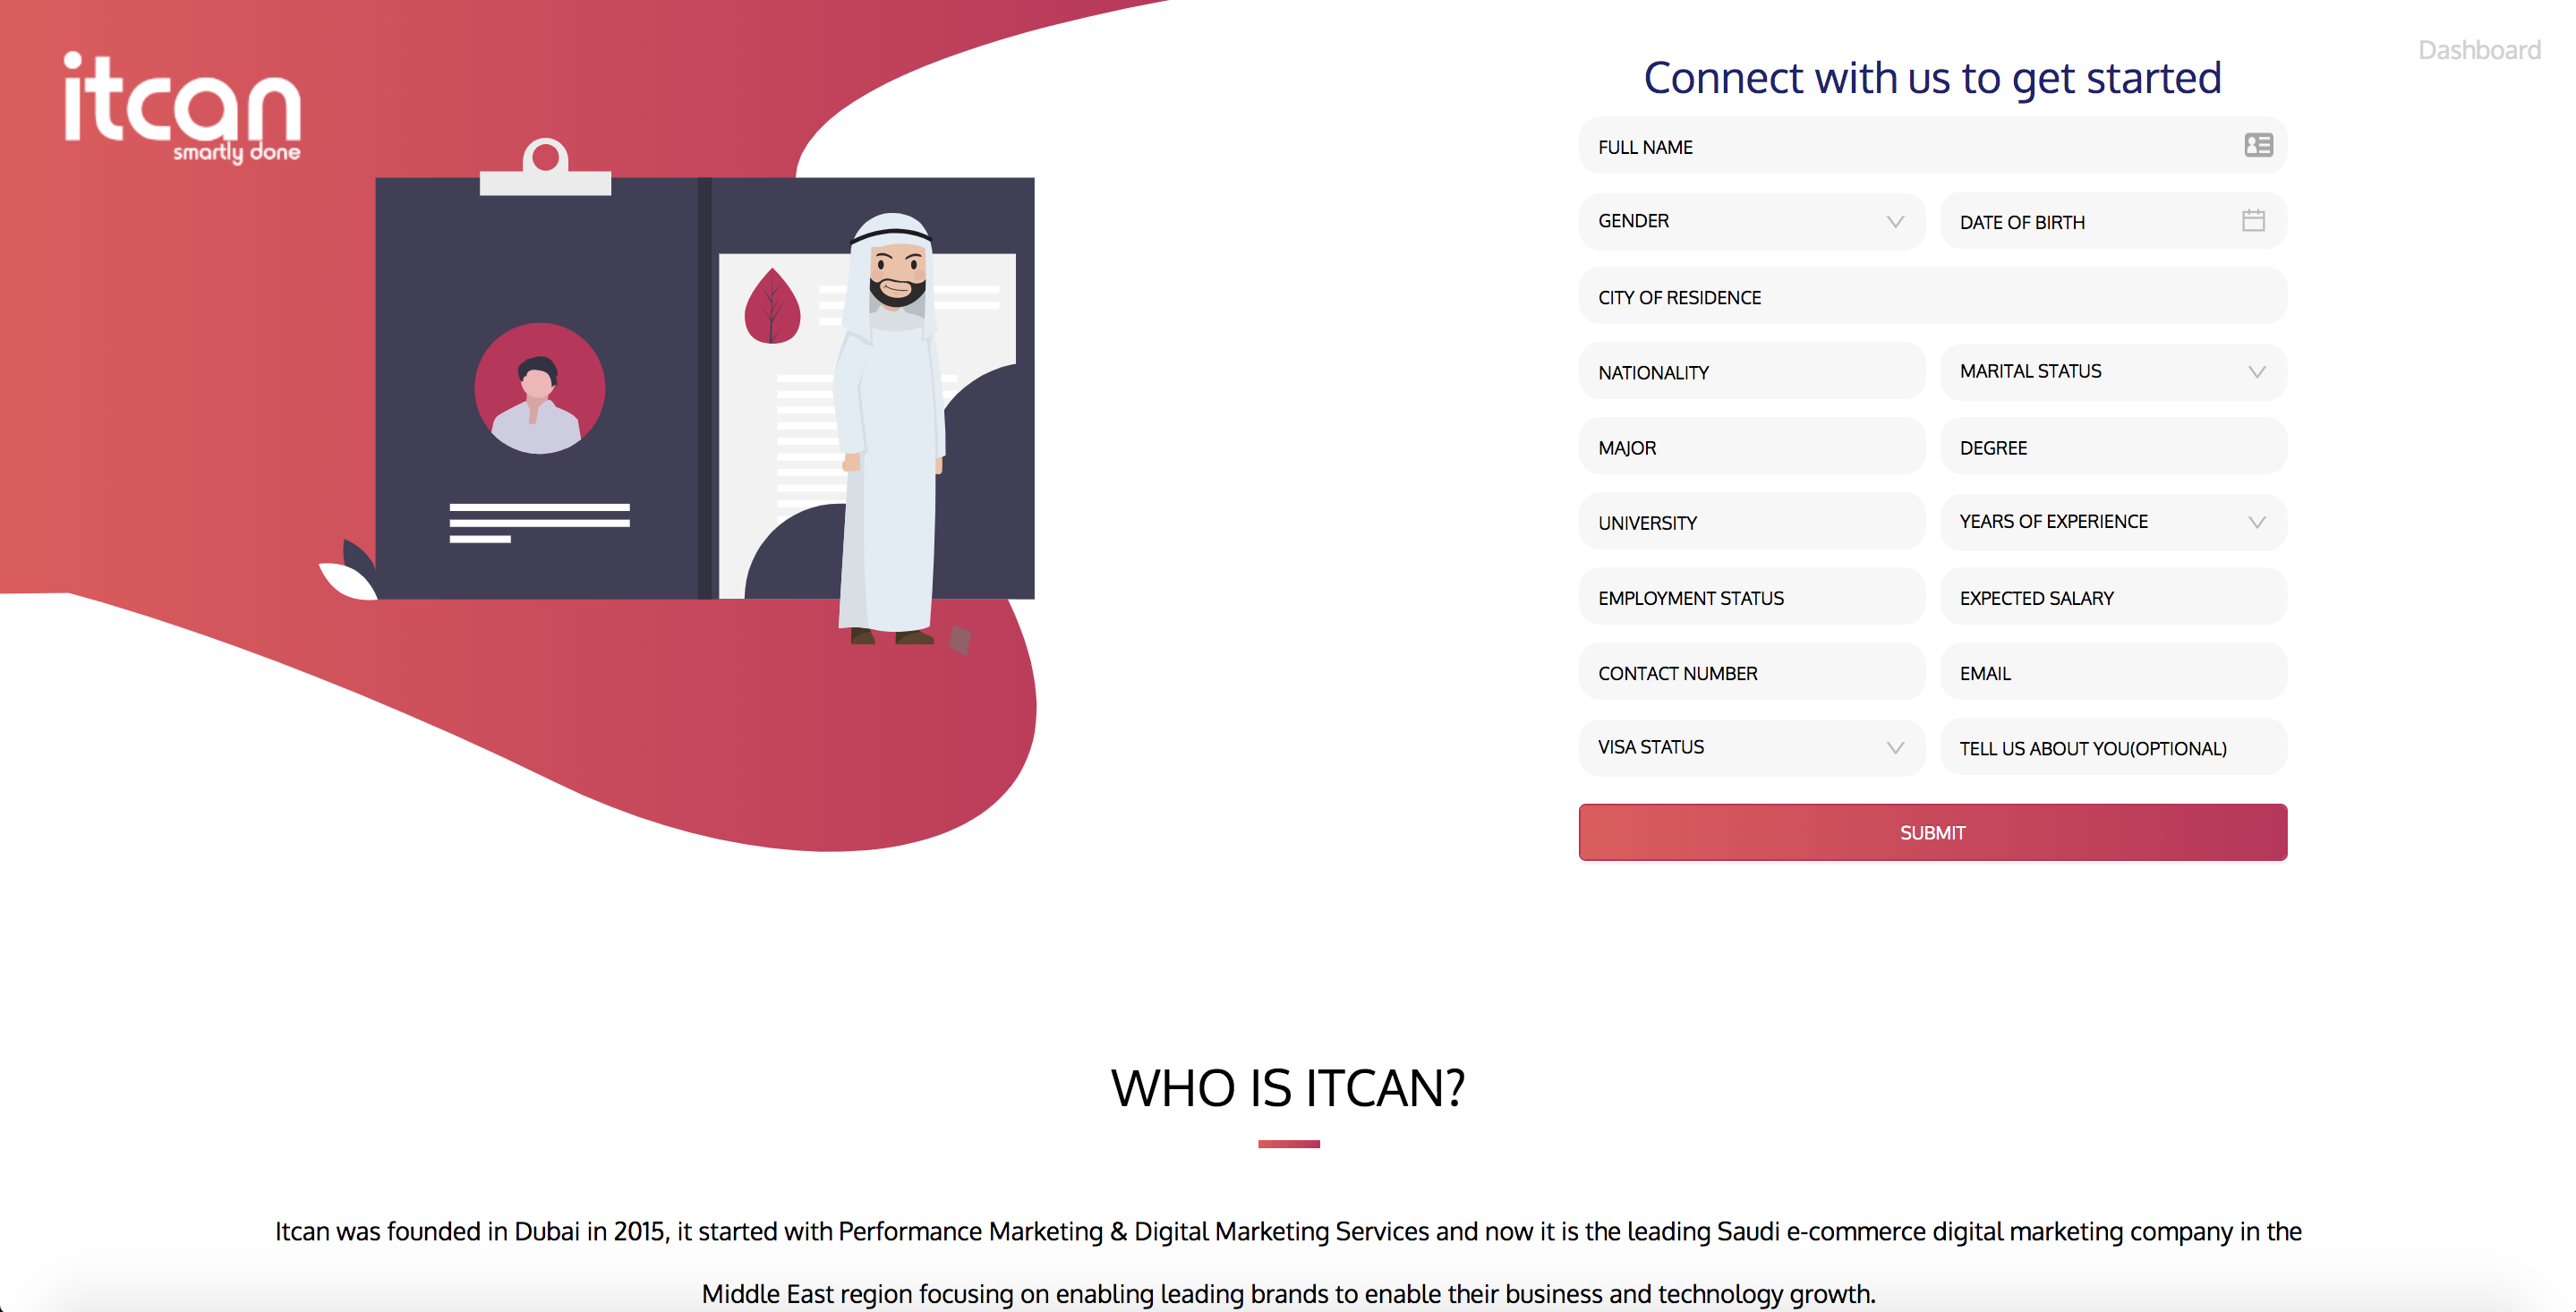 itcan
smartly done
Dashboard
Connect with us to get started
FULL NAME
GENDER
DATE OF BIRTH
CITY OF RESIDENCE
NATIONALITY
MARITAL STATUS
MAJOR
DEGREE
UNIVERSITY
YEARS OF EXPERIENCE
EMPLOYMENT STATUS
EXPECTED SALARY
CONTACT NUMBER
EMAIL
VISA STATUS
TELL US ABOUT YOU(OPTIONAL)
SUBMIT
WHO IS ITCAN?
Itcan was founded in Dubai in 2015, it started with Performance Marketing & Digital Marketing Services and now it is the leading Saudi e-commerce digital marketing company in the
Middle East region focusing on enabling leading brands to enable their business and technology growth.